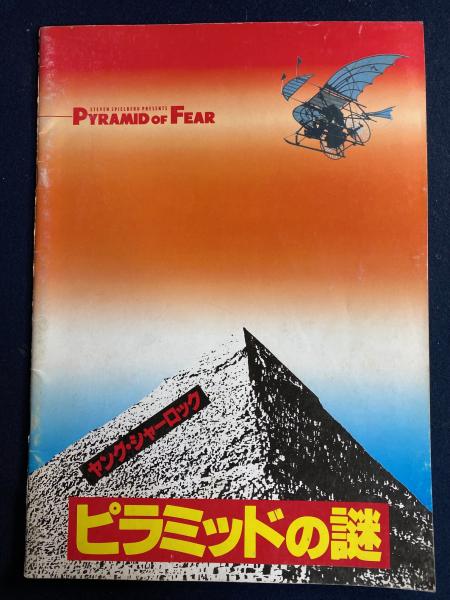 STEVEN SPIELBERG PRESENTS
PYRAMID OF FEAR
ヤング・シャーロック
ピラミッドの謎